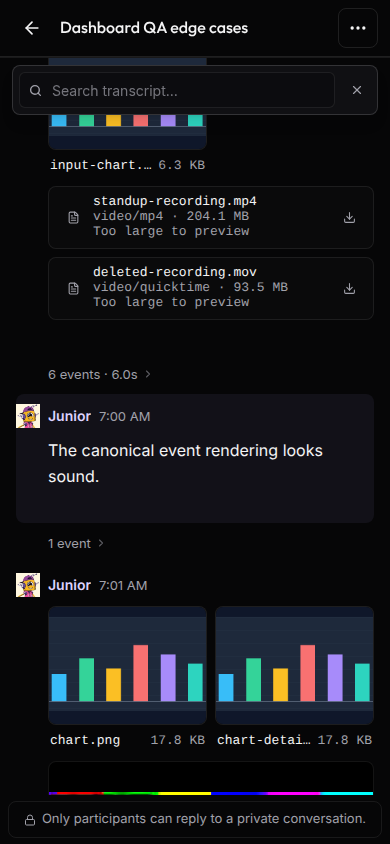 Dashboard QA edge cases
Search transcript...
input-chart.… 6.3 KB
standup-recording.mp4
video/mp4 · 204.1 MB
Too large to preview
deleted-recording.mov
video/quicktime · 93.5 MB
Too large to preview
6 events · 6.0s
Junior 7:00 AM
The canonical event rendering looks
sound.
1 event
Junior 7:01 AM
chart.png 17.8 KB
chart-detai… 17.8 KB
Only participants can reply to a private conversation.